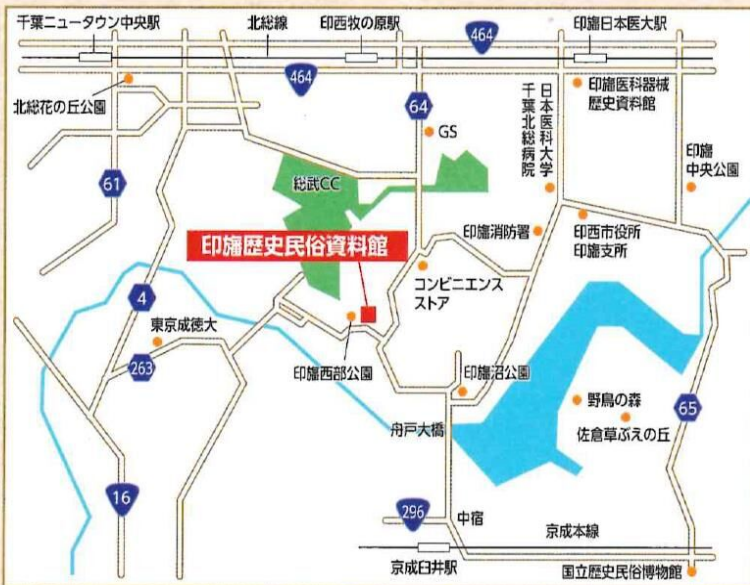 千葉ニュータウン中央駅
北総線
印西牧の原駅
464
印旛日本医大駅
北総花の丘公園
464
64
GS
日本医科大学
千葉北総病院
印旛医科器械
歴史資料館
印旛
中央公園
61
総武CC
印旛消防署
印西市役所
印旛支所
印旛歴史民俗資料館
コンビニエンス
ストア
4
東京成徳大
263
印旛西部公園
印旛沼公園
野鳥の森
佐倉草ぶえの丘
65
舟戸大橋
16
296
中宿
京成本線
京成臼井駅
国立歴史民俗博物館